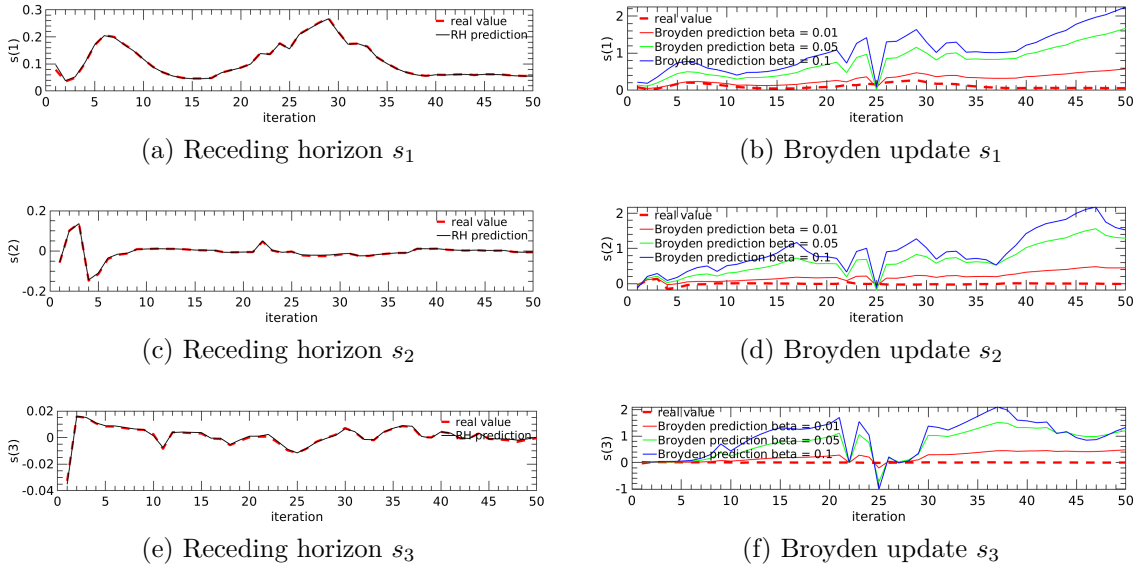 0.3
0.2
0.1
0
s(1)
real value
RH prediction
0 5 10 15 20 25 30 35 40 45 50
iteration
(a) Receding horizon s1
2
1
0
s(1)
real value
Broyden prediction beta = 0.01
Broyden prediction beta = 0.05
Broyden prediction beta = 0.1
0 5 10 15 20 25 30 35 40 45 50
iteration
(b) Broyden update s1
0.2
0
-0.2
s(2)
real value
RH prediction
0 5 10 15 20 25 30 35 40 45 50
iteration
(c) Receding horizon s2
2
1
0
s(2)
real value
Broyden prediction beta = 0.01
Broyden prediction beta = 0.05
Broyden prediction beta = 0.1
0 5 10 15 20 25 30 35 40 45 50
iteration
(d) Broyden update s2
0.02
0
-0.02
-0.04
s(3)
real value
RH prediction
0 5 10 15 20 25 30 35 40 45 50
iteration
(e) Receding horizon s3
2
1
0
-1
s(3)
real value
Broyden prediction beta = 0.01
Broyden prediction beta = 0.05
Broyden prediction beta = 0.1
0 5 10 15 20 25 30 35 40 45 50
iteration
(f) Broyden update s3